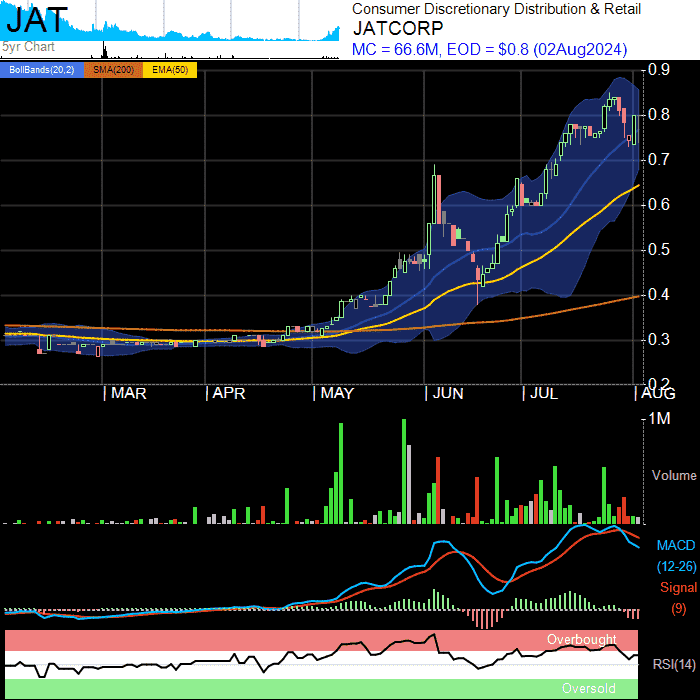 JAT
5yr Chart
Consumer Discretionary Distribution & Retail
JATCORP
MC = 66.6M, EOD = $0.8 (02Aug2024)
BollBands(20,2) SMA(200) EMA(50)
0.9
0.8
0.7
0.6
0.5
0.4
0.3
0.2
MAR APR MAY JUN JUL AUG
1M
Volume
MACD
(12-26)
Signal
(9)
Overbought
RSI(14)
Oversold